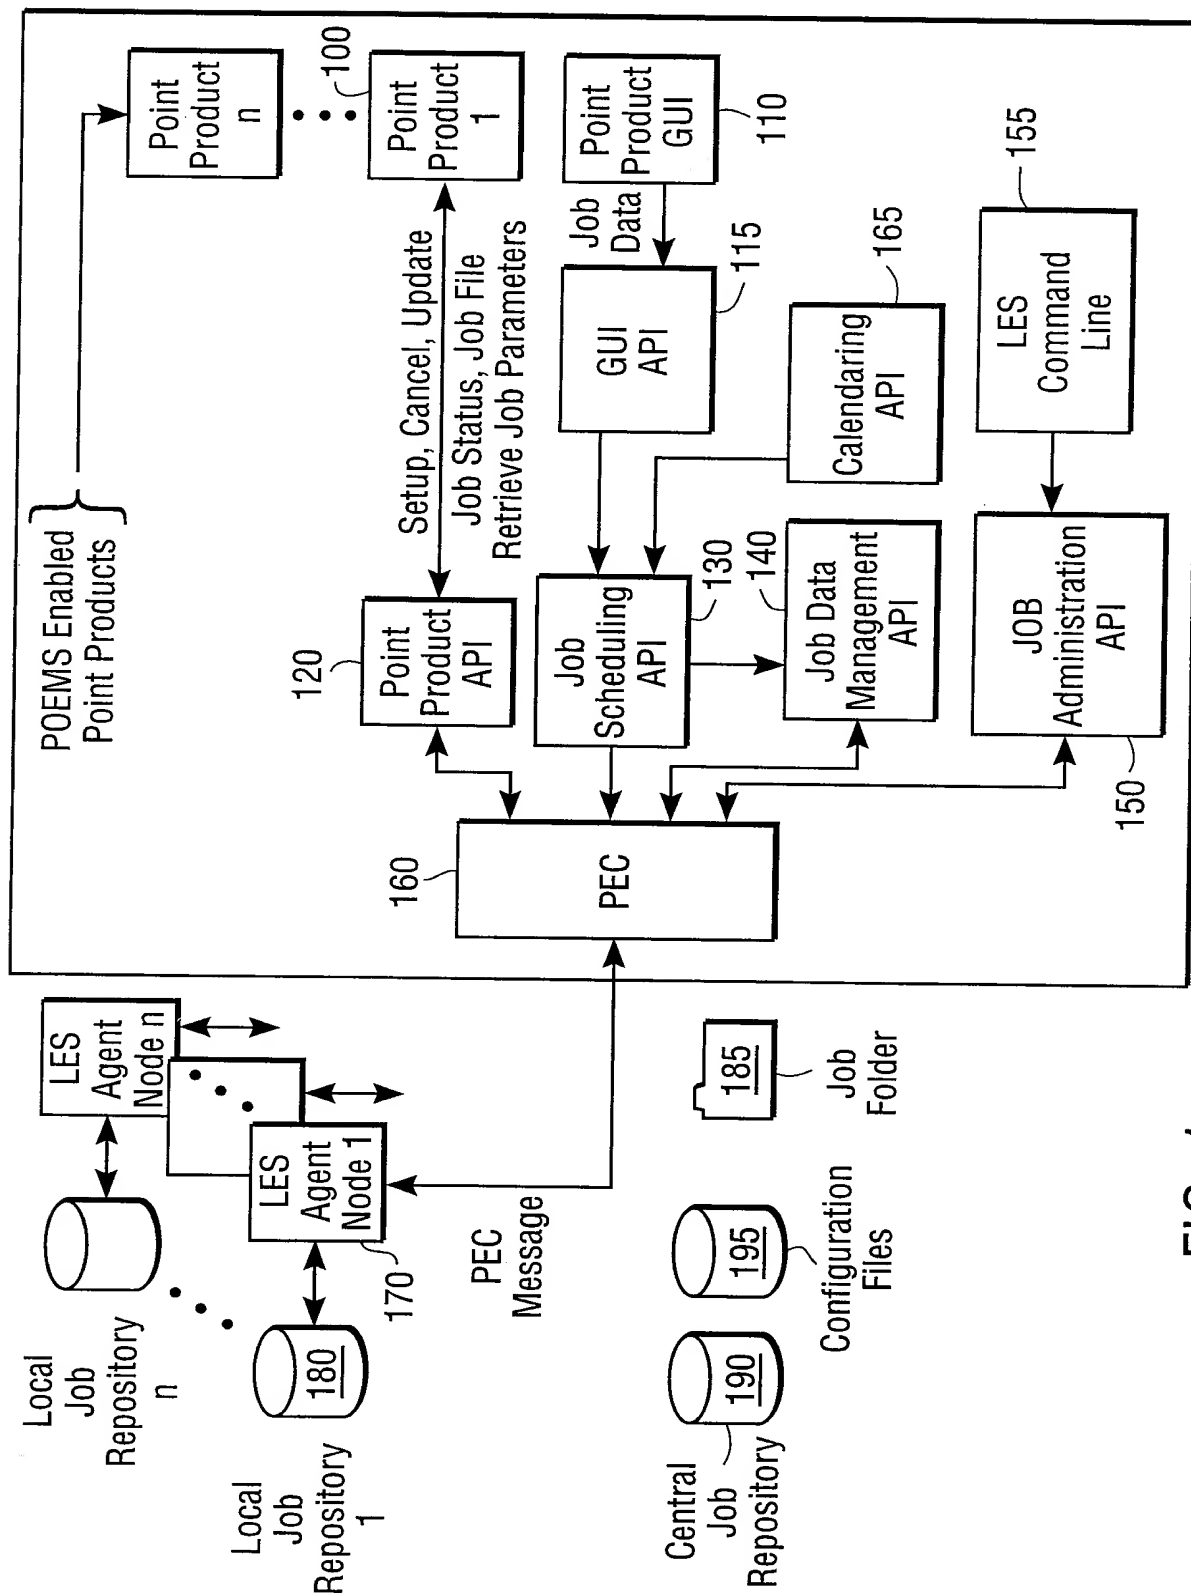 POEMS Enabled
Point Products
Point
Product
n
100
Point
Product
1
Setup, Cancel, Update
Job Status, Job File
Retrieve Job Parameters
120
Point
Product
API
Job
Data
Point
Product
GUI
110
GUI
API
115
Job
Scheduling
API
130
Calendaring
API
165
140
Job Data
Management
API
LES
Command
Line
155
JOB
Administration
API
150
160
PEC
LES
Agent
Node n
LES
Agent
Node 1
170
PEC
Message
Local
Job
Repository
n
180
Local
Job
Repository
1
185
Job
Folder
195
Configuration
Files
190
Central
Job
Repository